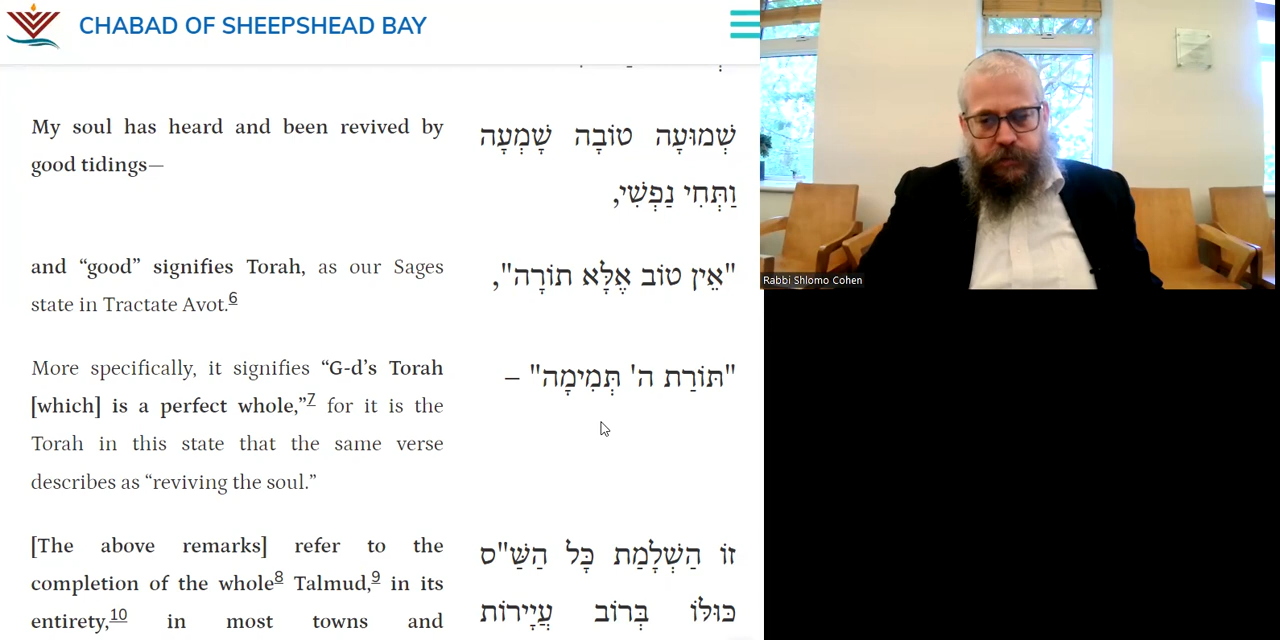 CHABAD OF SHEEPSHEAD BAY
My soul has heard and been revived by
good tidings—
שְׁמוּעָה טוֹבָה שָׁמְעָה
וַתְּחִי נַפְשִׁי,
and “good” signifies Torah, as our Sages
state in Tractate Avot.6
"אֵין טוֹב אֶלָּא תוֹרָה",
More specifically, it signifies “G-d’s Torah
[which] is a perfect whole,”7 for it is the
Torah in this state that the same verse
describes as “reviving the soul.”
"תּוֹרַת ה' תְּמִימָה" –
[The above remarks] refer to the
completion of the whole8 Talmud,9 in its
entirety,10 in most towns and
זוֹ הַשְׁלָמַת כָּל הַשַּׁ"ס
כּוּלּוֹ בְּרוֹב עֲיָירוֹת
Rabbi Shlomo Cohen